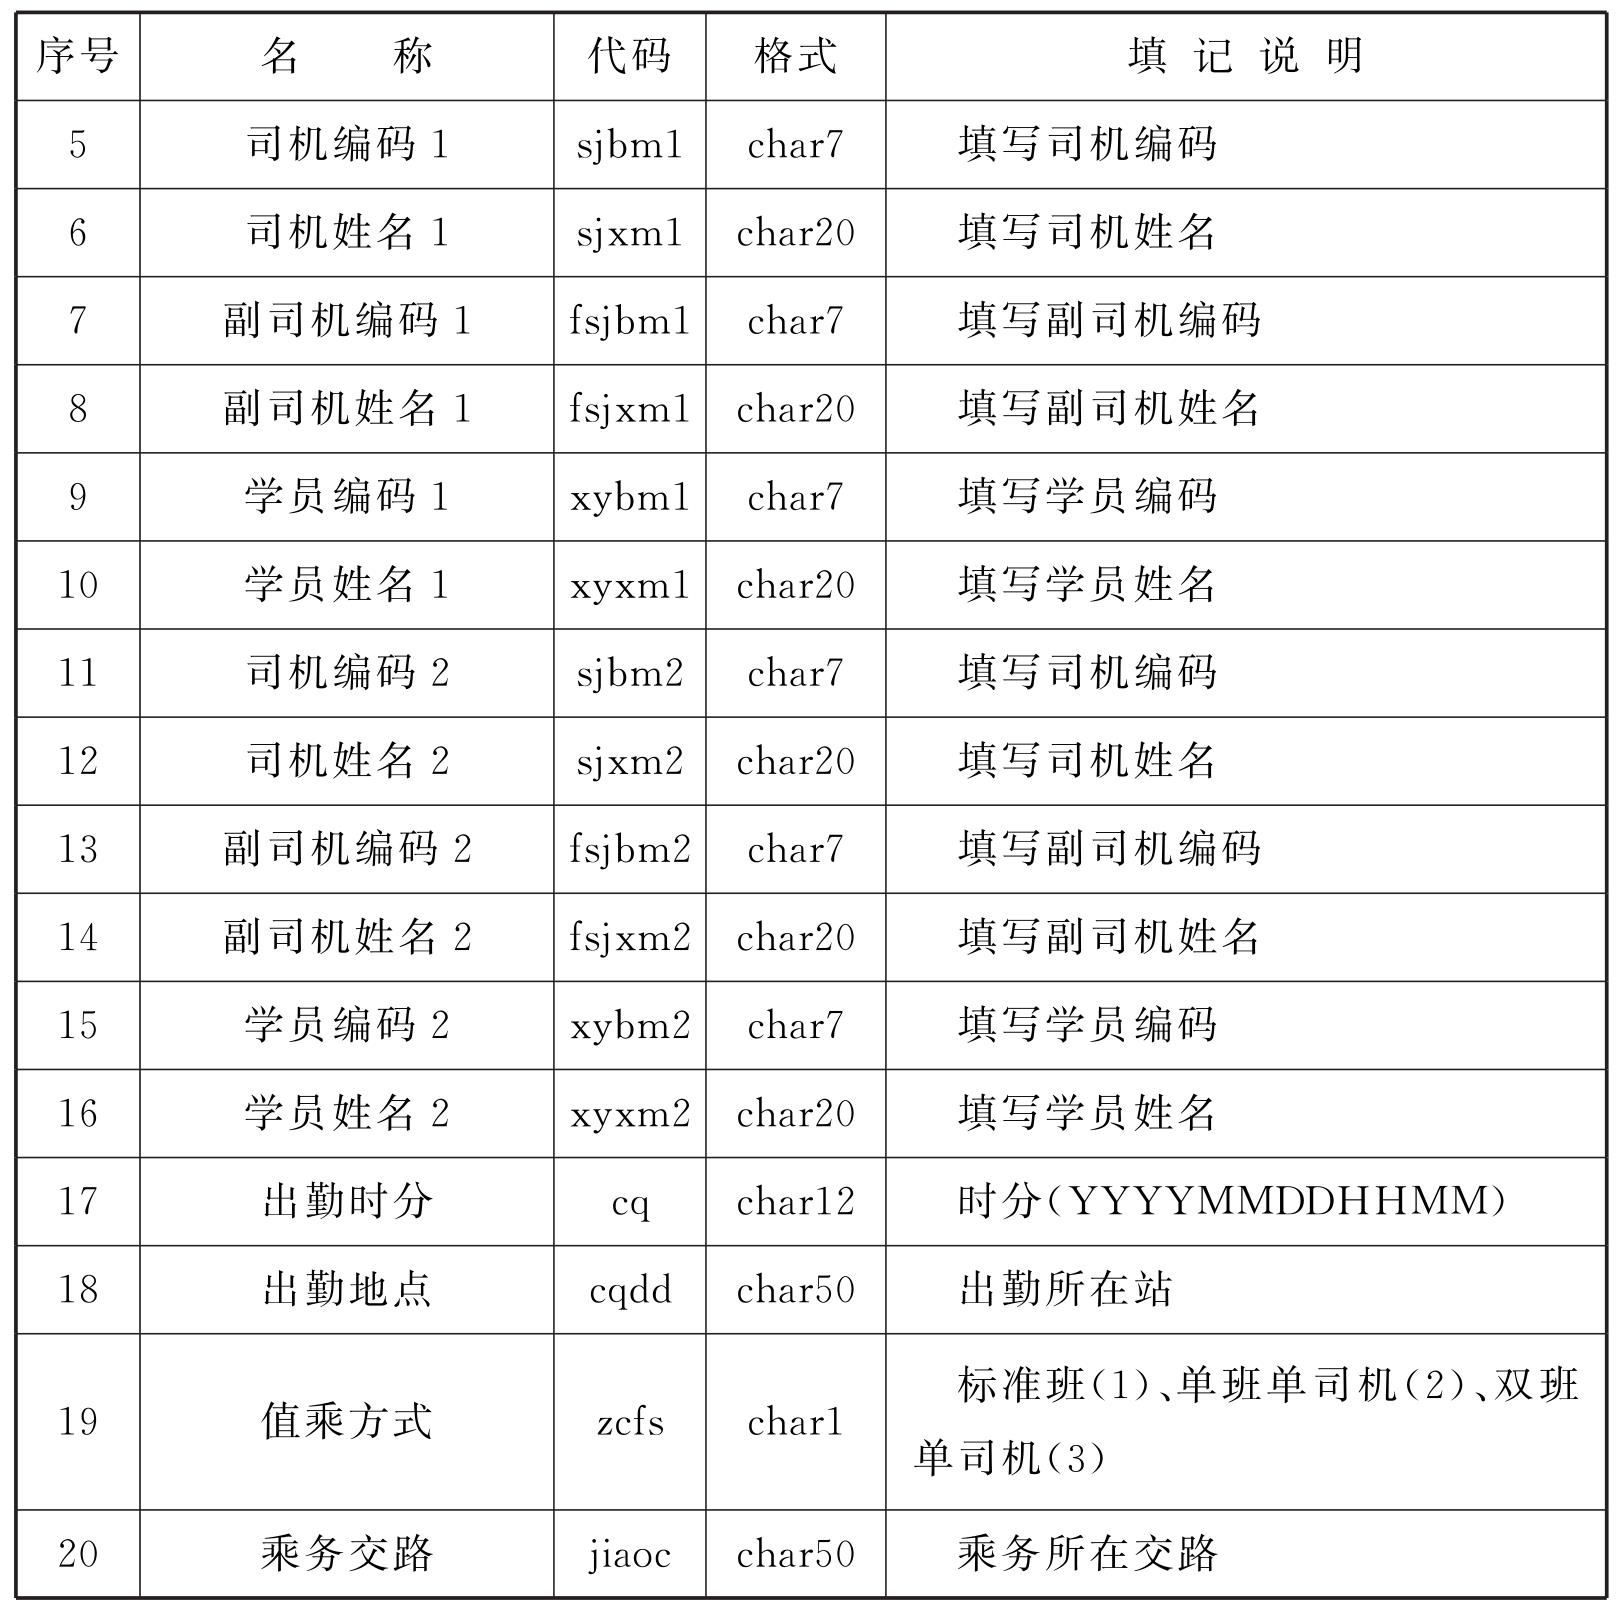 序号 名 称 代码 格式 填记说明
5 司机编码1 sjbm1 char7 填写司机编码
6 司机姓名1 sjxm1 char20 填写司机姓名
7 副司机编码1 fsjbm1 char7 填写副司机编码
8 副司机姓名1 fsjxm1 char20 填写副司机姓名
9 学员编码1 xybm1 char7 填写学员编码
10 学员姓名1 xyxm1 char20 填写学员姓名
11 司机编码2 sjbm2 char7 填写司机编码
12 司机姓名2 sjxm2 char20 填写司机姓名
13 副司机编码2 fsjbm2 char7 填写副司机编码
14 副司机姓名2 fsjxm2 char20 填写副司机姓名
15 学员编码2 xybm2 char7 填写学员编码
16 学员姓名2 xyxm2 char20 填写学员姓名
17 出勤时分 cq char12 时分(YYYYMMDDHHMM)
18 出勤地点 cqdd char50 出勤所在站
19 值乘方式 zcfs char1 标准班(1)、单班单司机(2)、双班
单司机(3)
20 乘务交路 jiaoc char50 乘务所在交路